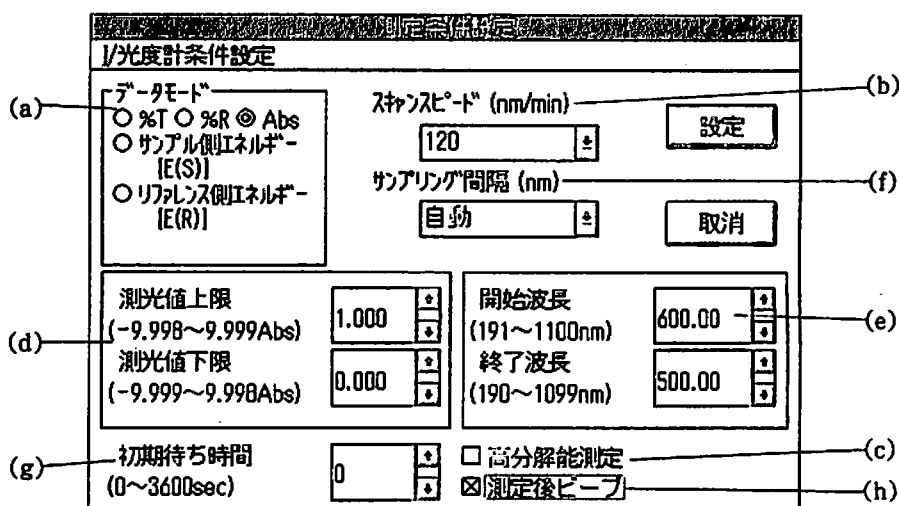 測定条件設定
]/光度計条件設定
(a)
データモード
%T %R Abs
サンプル側エネルギー
[E(S)]
リファレンス側エネルギー
[E(R)]
スキャンスピード (nm/min)
(b)
120
設定
サンプリング間隔 (nm)
(f)
自動
取消
(d)
測光値上限
(-9.998～9.999Abs)
1.000
測光値下限
(-9.999～9.998Abs)
0.000
開始波長
(191～1100nm)
600.00
(e)
終了波長
(190～1099nm)
500.00
(g)
初期待ち時間
(0～3600sec)
0
高分解能測定
(c)
測定後ビープ
(h)